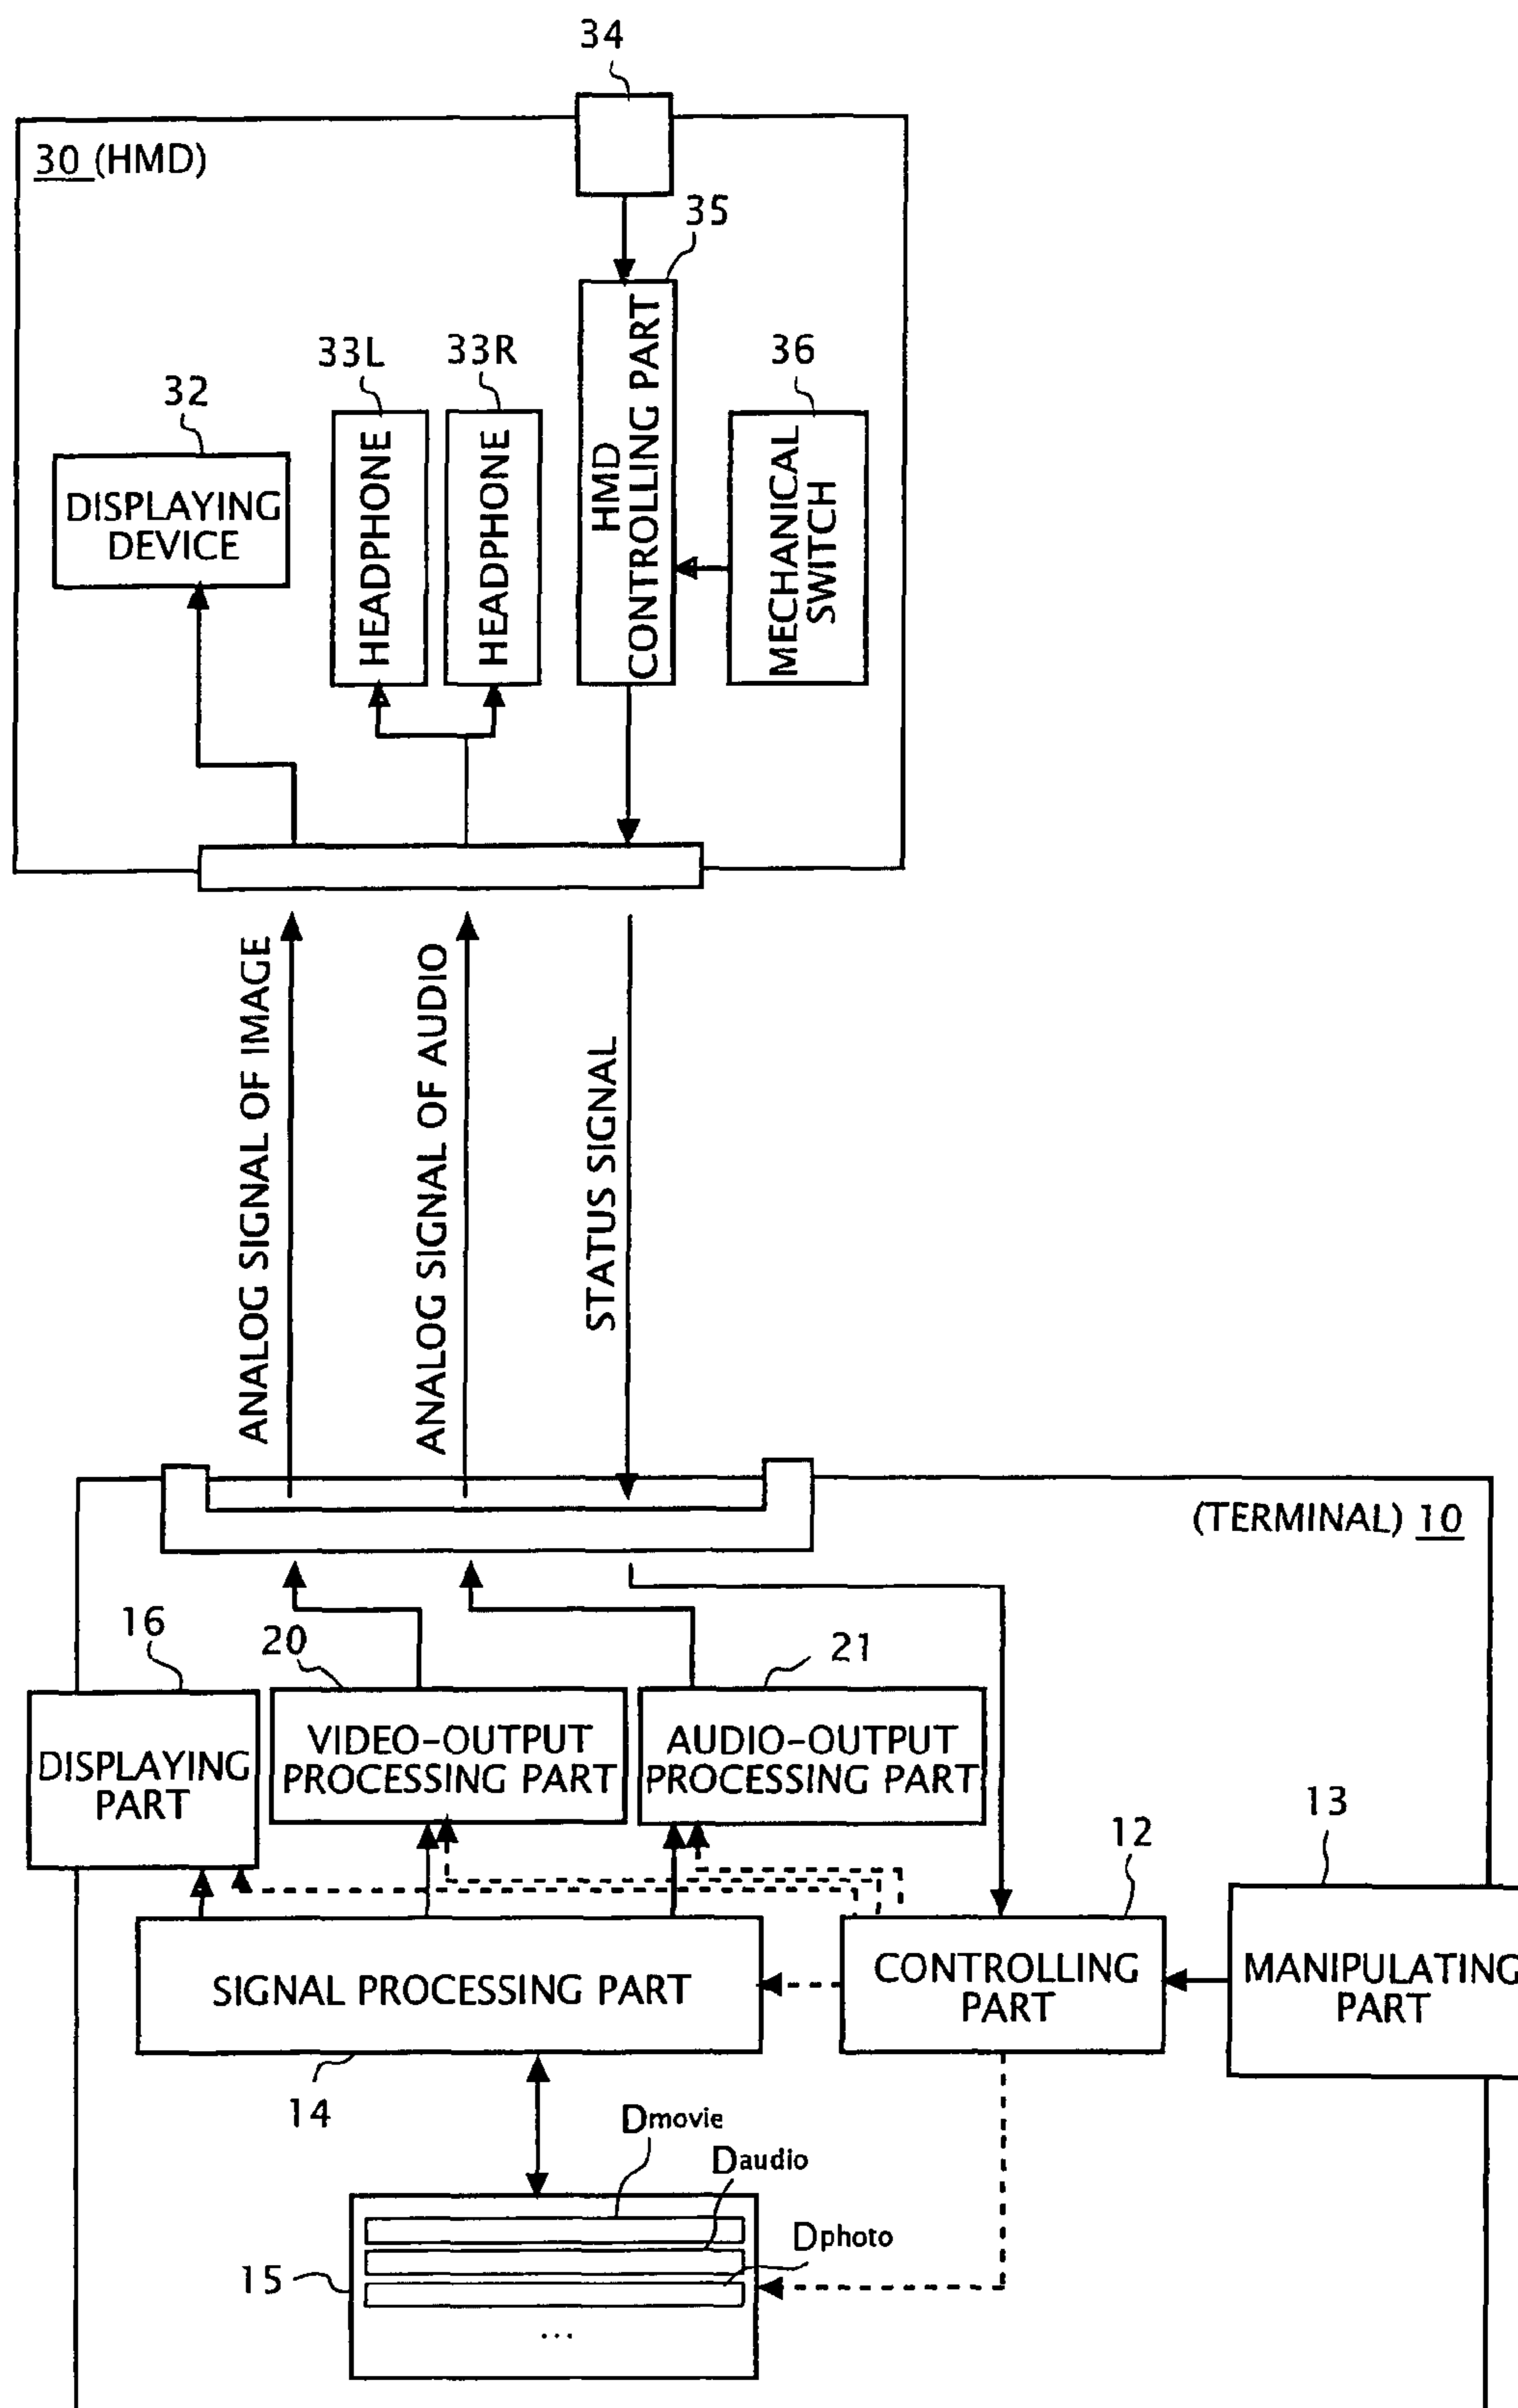 34
30 (HMD)
35
33L
33R
36
32
DISPLAYING
DEVICE
HEADPHONE
HEADPHONE
HMD
CONTROLLING PART
MECHANICAL
SWITCH
ANALOG SIGNAL OF IMAGE
ANALOG SIGNAL OF AUDIO
STATUS SIGNAL
(TERMINAL) 10
16
20
21
DISPLAYING
PART
VIDEO-OUTPUT
PROCESSING PART
AUDIO-OUTPUT
PROCESSING PART
12
13
SIGNAL PROCESSING PART
CONTROLLING
PART
MANIPULATING
PART
14
Dmovie
Daudio
Dphoto
15
...